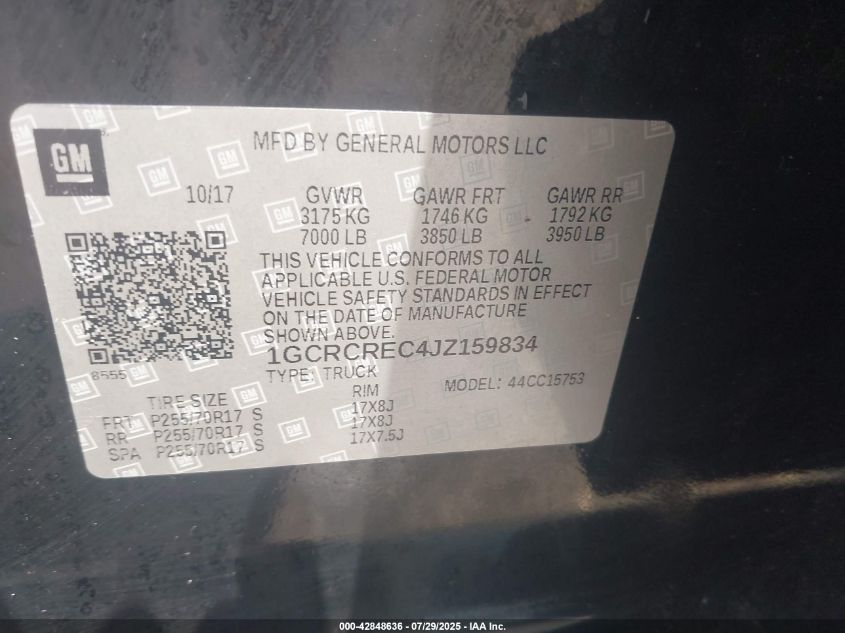 GM
MFD BY GENERAL MOTORS LLC
10/17 GVWR GAWR FRT GAWR RR
3175 KG 1746 KG 1792 KG
7000 LB 3850 LB 3950 LB
THIS VEHICLE CONFORMS TO ALL
APPLICABLE U.S. FEDERAL MOTOR
VEHICLE SAFETY STANDARDS IN EFFECT
ON THE DATE OF MANUFACTURE
SHOWN ABOVE.
1GCRCREC4JZ159834
8555 TYPE: TRUCK MODEL: 44CC15753
TIRE SIZE RIM
FRT P255/70R17 S 17X8J
RR P255/70R17 S 17X8J
SPA P255/70R17 S 17X7.5J
000-42848636 - 07/29/2025 - IAA Inc.